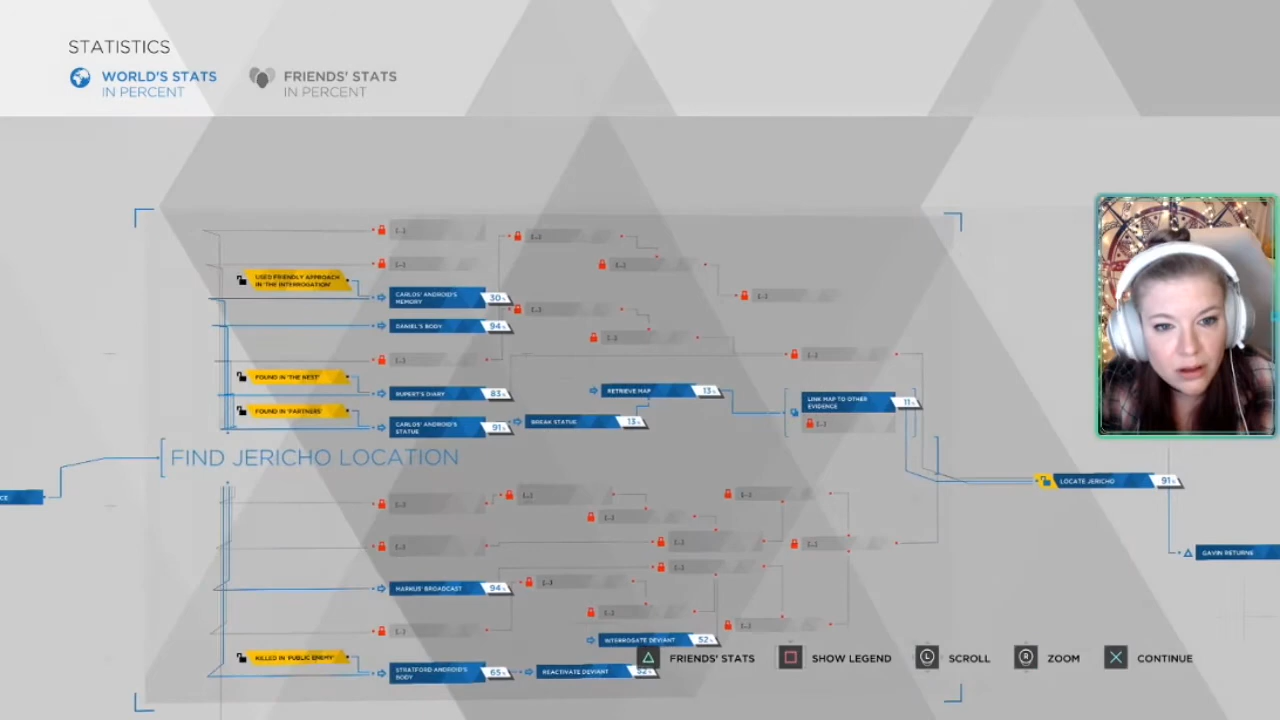 STATISTICS
WORLD'S STATS
IN PERCENT
FRIENDS' STATS
IN PERCENT
[...]
[...]
[...]
[...]
USED FRIENDLY APPROACH
IN 'THE INTERROGATION'
CARLOS' ANDROID'S
MEMORY
30%
[...]
[...]
DANIEL'S BODY
94%
[...]
[...]
[...]
FOUND IN 'THE NEST'
RUPERT'S DIARY
83%
RETRIEVE MAP
13%
LINK MAP TO OTHER
EVIDENCE
11%
[...]
FOUND IN 'PARTNERS'
CARLOS' ANDROID'S
STATUE
91%
BREAK STATUE
13%
FIND JERICHO LOCATION
CE
LOCATE JERICHO
91%
[...]
[...]
[...]
[...]
[...]
[...]
[...]
GAVIN RETURNS
[...]
[...]
MARKUS' BROADCAST
94%
[...]
[...]
[...]
INTERROGATE DEVIANT
52%
KILLED IN 'PUBLIC ENEMY'
STRATFORD ANDROID'S
BODY
65%
REACTIVATE DEVIANT
52%
FRIENDS' STATS
SHOW LEGEND
L
SCROLL
R
ZOOM
CONTINUE